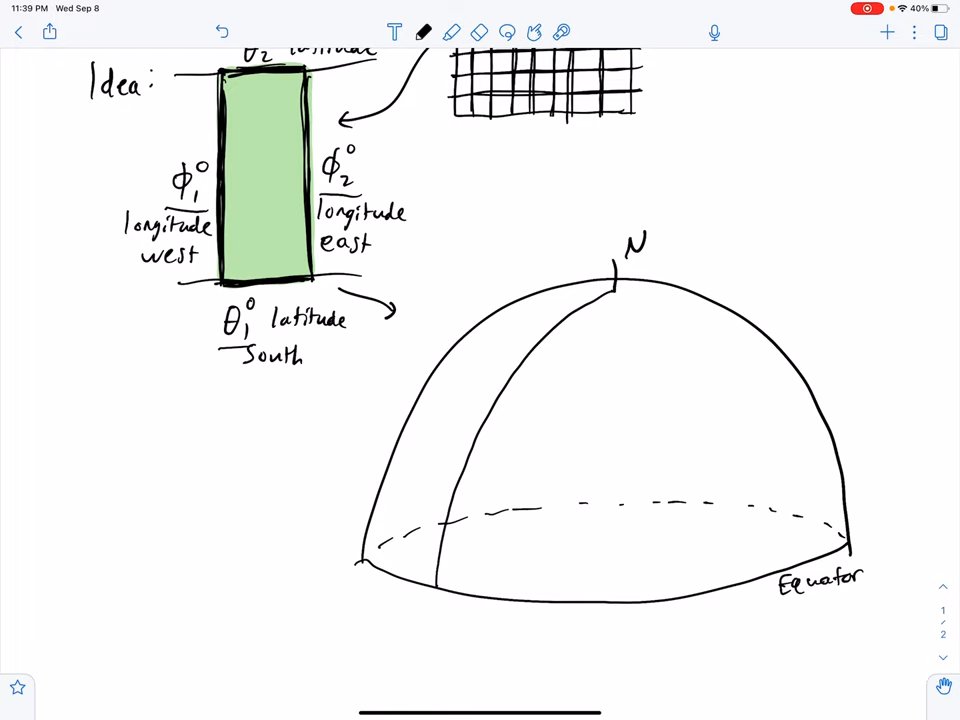 11:39 PM Wed Sep 8
40%
θ₂ latitude
Idea:
ϕ₁° longitude west
ϕ₂° longitude east
θ₁° latitude
South
N
Equator
1
/
2